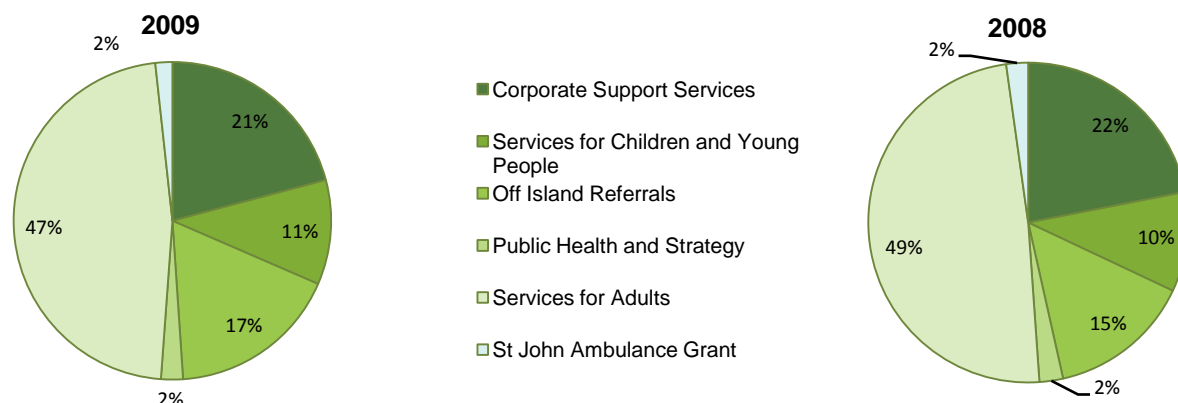 2009
2%
21%
11%
17%
2%
47%
Corporate Support Services
Services for Children and Young
People
Off Island Referrals
Public Health and Strategy
Services for Adults
St John Ambulance Grant
2008
2%
22%
10%
15%
2%
49%